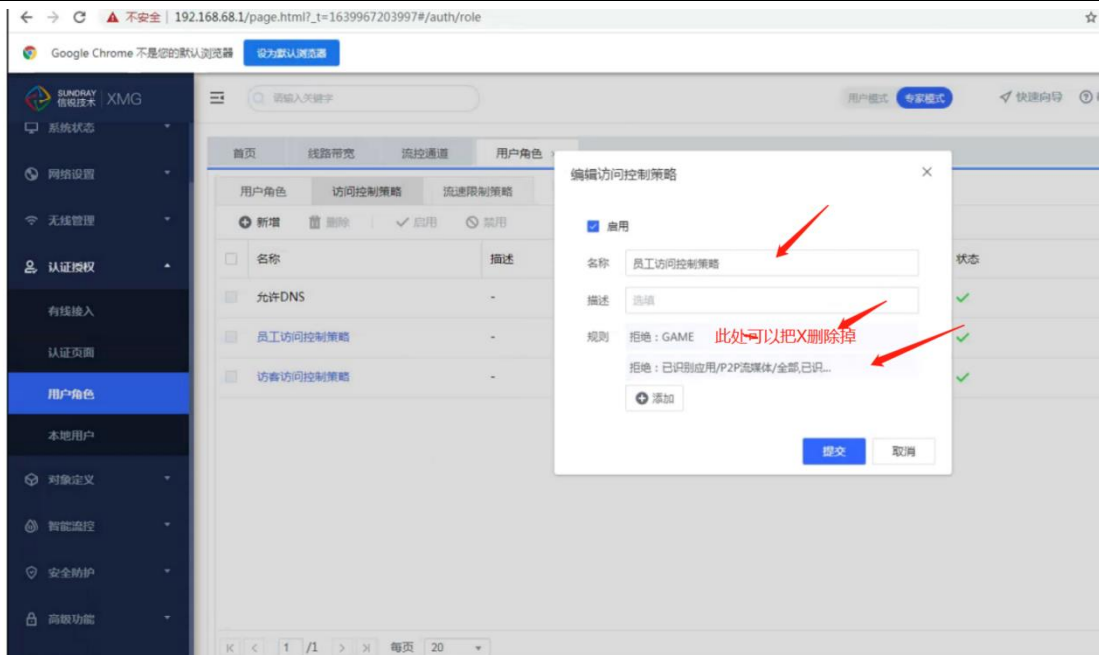 不安全 192.168.68.1/page.html?_t=1639967203997#/auth/role
Google Chrome 不是您的默认浏览器 设为默认浏览器
SUNDRAY
信锐技术 XMG
请输入关键字
用户模式 专家模式 快速向导
系统状态
首页 线路带宽 流控通道 用户角色
网络设置
用户角色 访问控制策略 流速限制策略
新增 删除 启用 禁用
无线管理
名称 描述 状态
认证授权
允许DNS -
有线接入
员工访问控制策略 -
认证页面
访客访问控制策略 -
用户角色
本地用户
对象定义
智能流控
安全防护
高级功能
1 /1 每页 20
编辑访问控制策略
启用
名称 员工访问控制策略
描述 选填
规则 拒绝：GAME 此处可以把X删除掉
拒绝：已识别应用/P2P流媒体/全部,已识...
添加
提交 取消